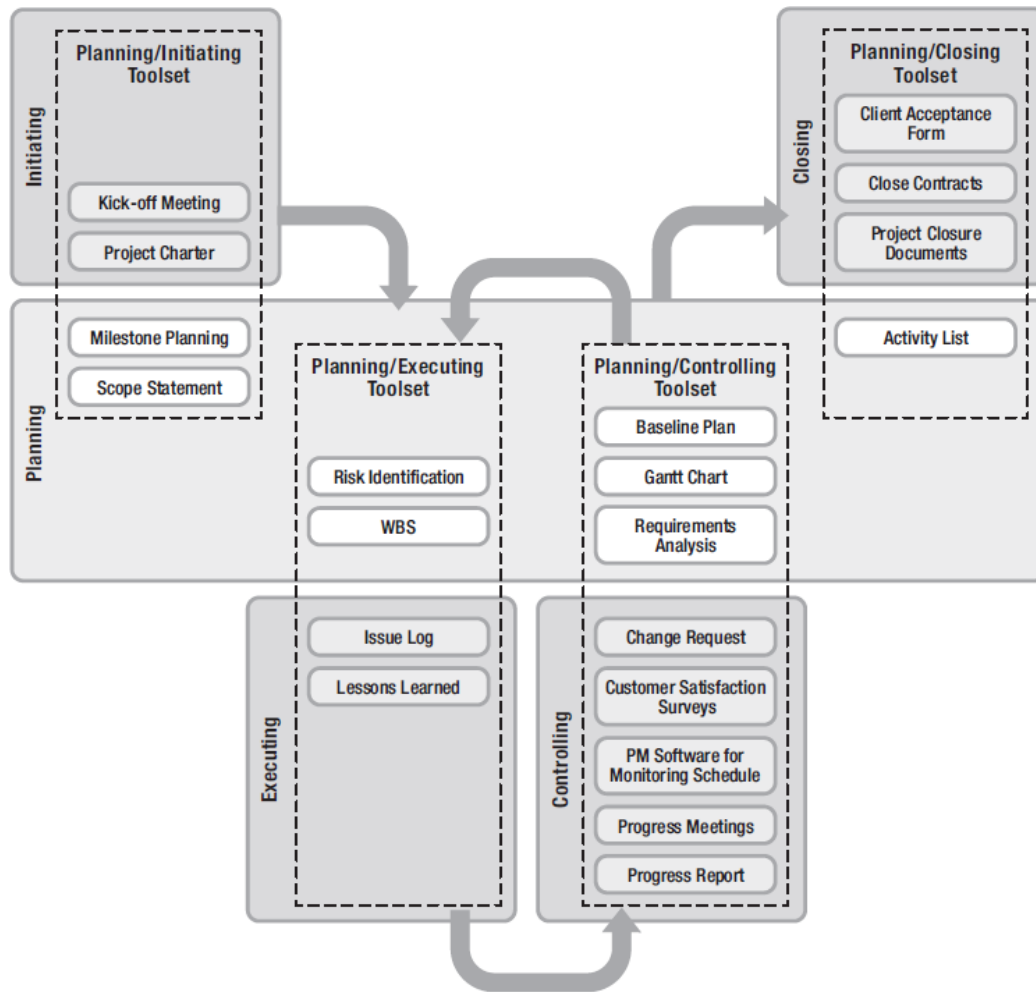 Initiating
Planning/Initiating
Toolset
Kick-off Meeting
Project Charter
Milestone Planning
Scope Statement
Closing
Planning/Closing
Toolset
Client Acceptance
Form
Close Contracts
Project Closure
Documents
Activity List
Planning
Planning/Executing
Toolset
Risk Identification
WBS
Executing
Issue Log
Lessons Learned
Planning/Controlling
Toolset
Baseline Plan
Gantt Chart
Requirements
Analysis
Controlling
Change Request
Customer Satisfaction
Surveys
PM Software for
Monitoring Schedule
Progress Meetings
Progress Report